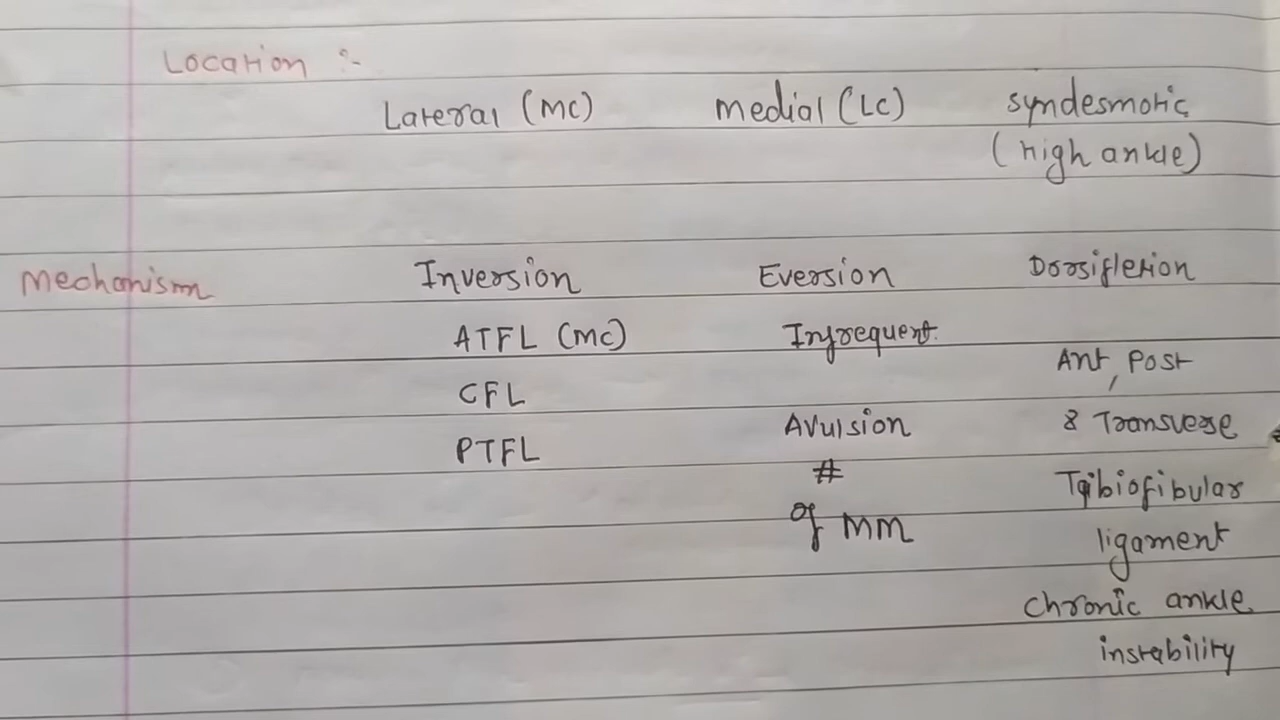 Location :-
Lateral (MC) medial (LC) syndesmotic
(high ankle)
Mechanism Inversion Eversion Dorsiflexion
ATFL (MC) Infrequent.
Ant, Post
CFL
Avulsion & Transverse
PTFL #
Tibiofibular
of MM
ligament
chronic ankle
instability